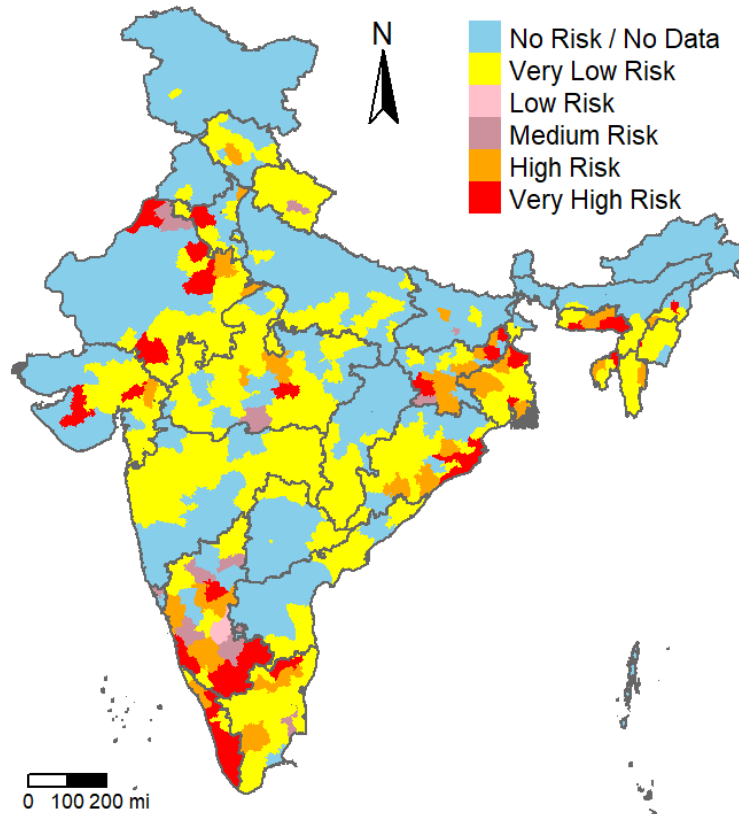 N
No Risk / No Data
Very Low Risk
Low Risk
Medium Risk
High Risk
Very High Risk
0 100 200 mi